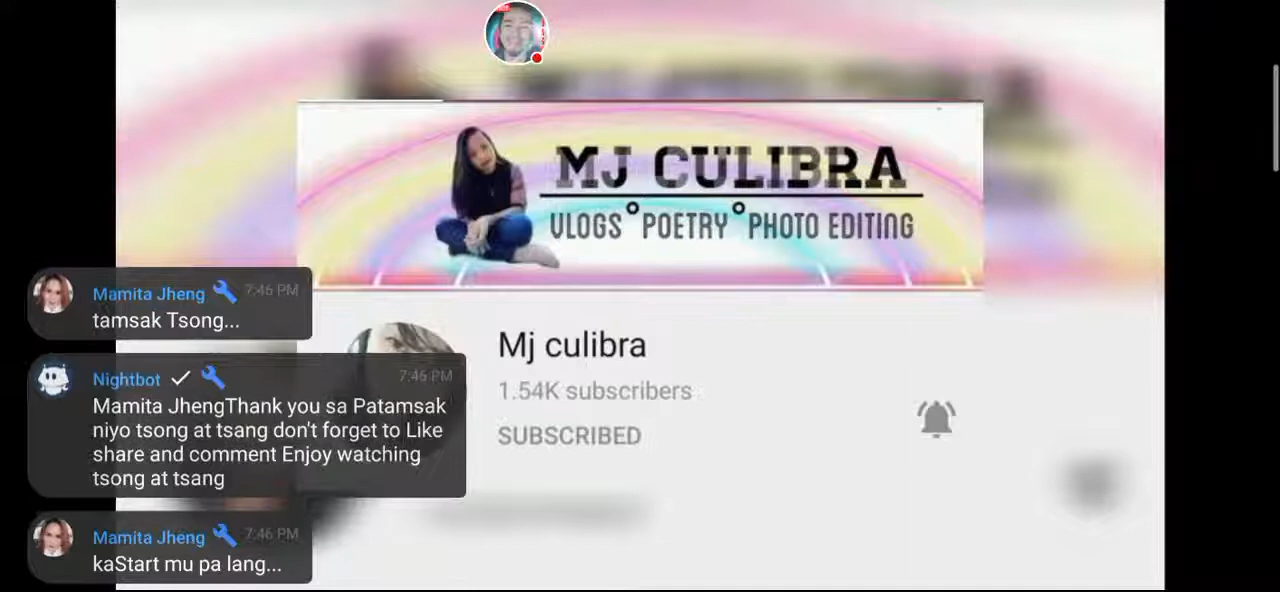 MJ CULIBRA
VLOGS°POETRY°PHOTO EDITING
Mj culibra
1.54K subscribers
SUBSCRIBED
Mamita Jheng 7:46 PM
tamsak Tsong...
Nightbot 7:46 PM
Mamita JhengThank you sa Patamsak
niyo tsong at tsang don't forget to Like
share and comment Enjoy watching
tsong at tsang
Mamita Jheng 7:46 PM
kaStart mu pa lang...